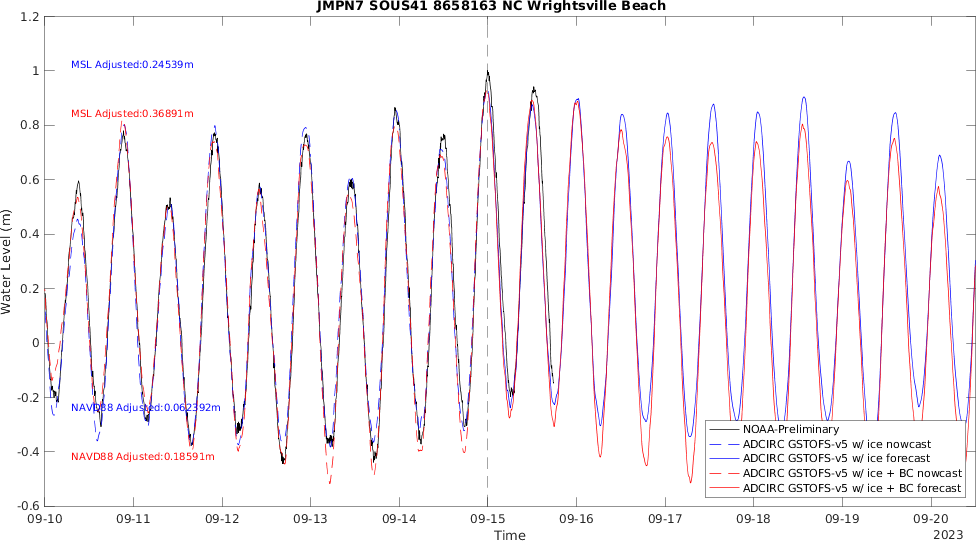 JMPN7 SOUS41 8658163 NC Wrightsville Beach
1.2
1
0.8
0.6
0.4
0.2
0
-0.2
-0.4
-0.6
Water Level (m)
MSL Adjusted:0.24539m
MSL Adjusted:0.36891m
NAVD88 Adjusted:0.062392m
NAVD88 Adjusted:0.18591m
NOAA-Preliminary
ADCIRC GSTOFS-v5 w/ ice nowcast
ADCIRC GSTOFS-v5 w/ ice forecast
ADCIRC GSTOFS-v5 w/ ice + BC nowcast
ADCIRC GSTOFS-v5 w/ ice + BC forecast
09-10 09-11 09-12 09-13 09-14 09-15 09-16 09-17 09-18 09-19 09-20
Time
2023